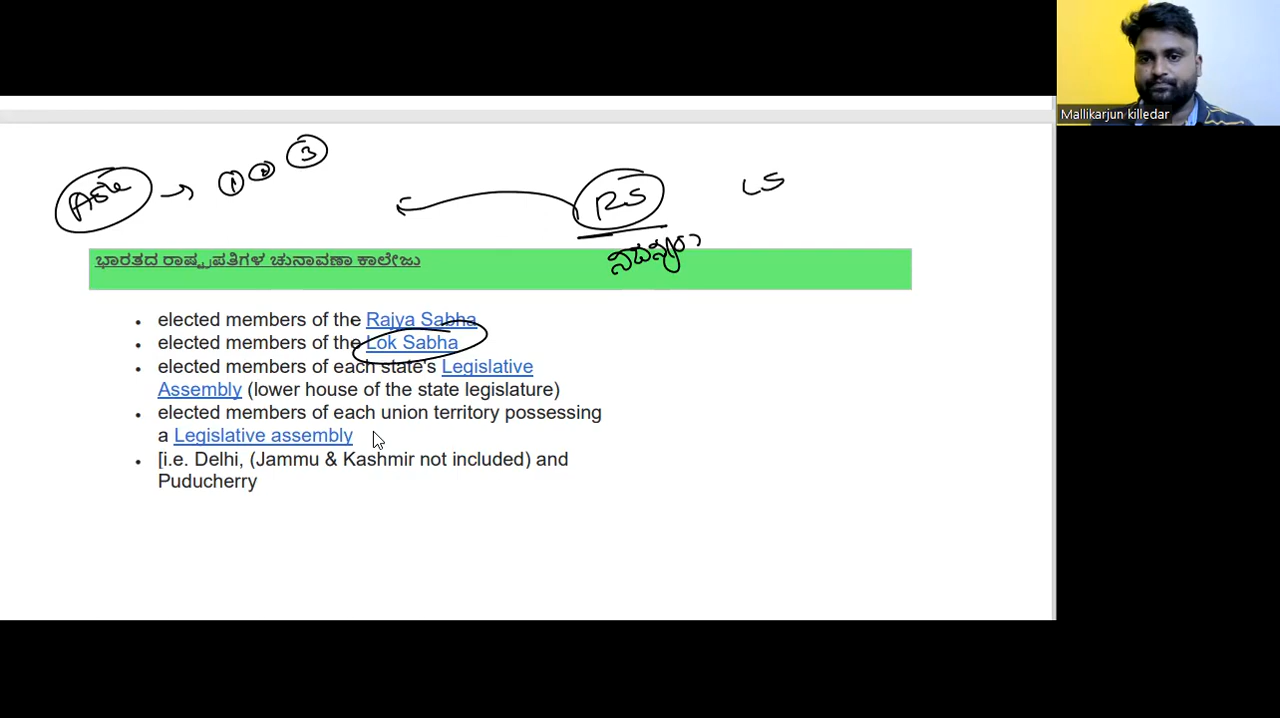 Mallikarjun killedar
① ② ③
RS LS
ಭಾರತದ ರಾಷ್ಟ್ರಪತಿಗಳ ಚುನಾವಣಾ ಕಾಲೇಜು
elected members of the Rajya Sabha
elected members of the Lok Sabha
elected members of each state's Legislative
Assembly (lower house of the state legislature)
elected members of each union territory possessing
a Legislative assembly
[i.e. Delhi, (Jammu & Kashmir not included) and
Puducherry